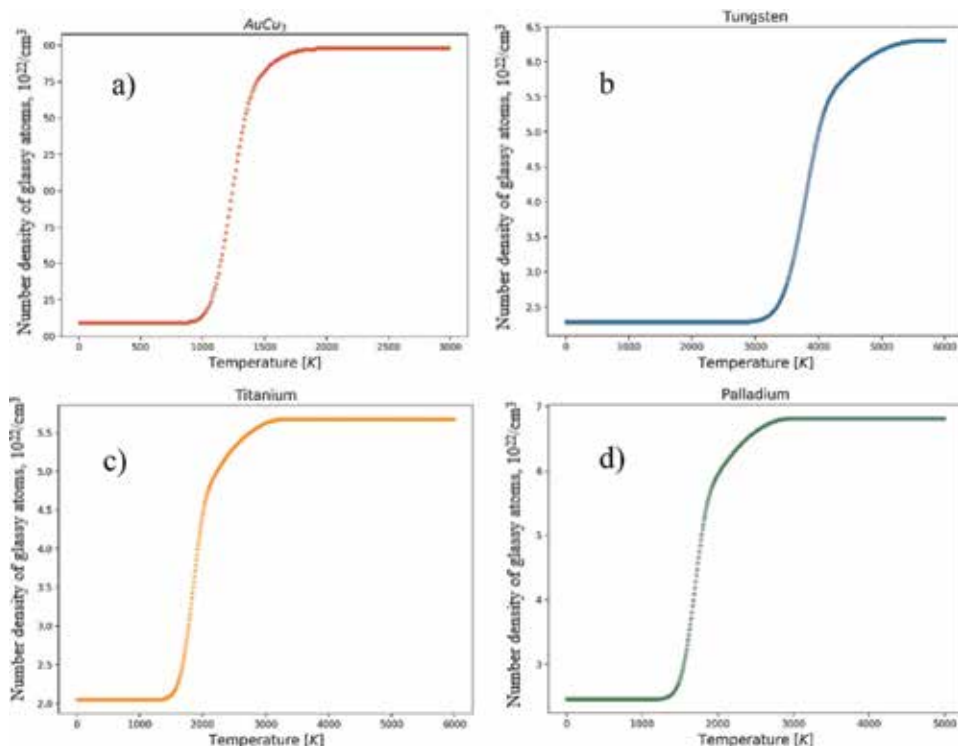 AuCu3
Number density of glassy atoms, 10²²/cm³
a)
60
75
50
25
00
75
50
25
00
0 500 1000 1500 2000 2500 3000
Temperature [K]
Tungsten
Number density of glassy atoms, 10²²/cm³
b
6.5
6.0
5.5
5.0
4.5
4.0
3.5
3.0
2.5
0 1000 2000 3000 4000 5000 6000
Temperature [K]
Titanium
Number density of glassy atoms, 10²²/cm³
c)
5.5
5.0
4.5
4.0
3.5
3.0
2.5
2.0
0 1000 2000 3000 4000 5000 6000
Temperature [K]
Palladium
Number density of glassy atoms, 10²²/cm³
d)
7
6
5
4
3
0 1000 2000 3000 4000 5000
Temperature [K]